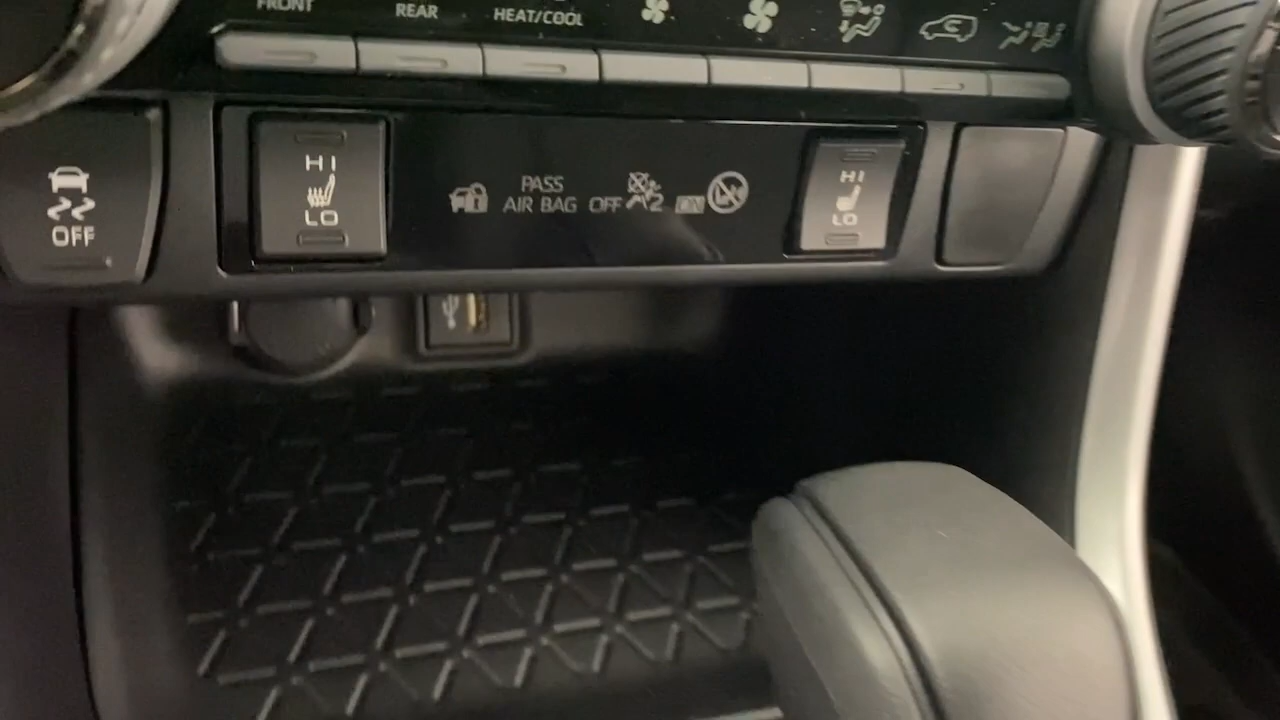 FRONT
REAR
HEAT/COOL
OFF
HI
LO
PASS
AIR BAG OFF
ON
HI
LO